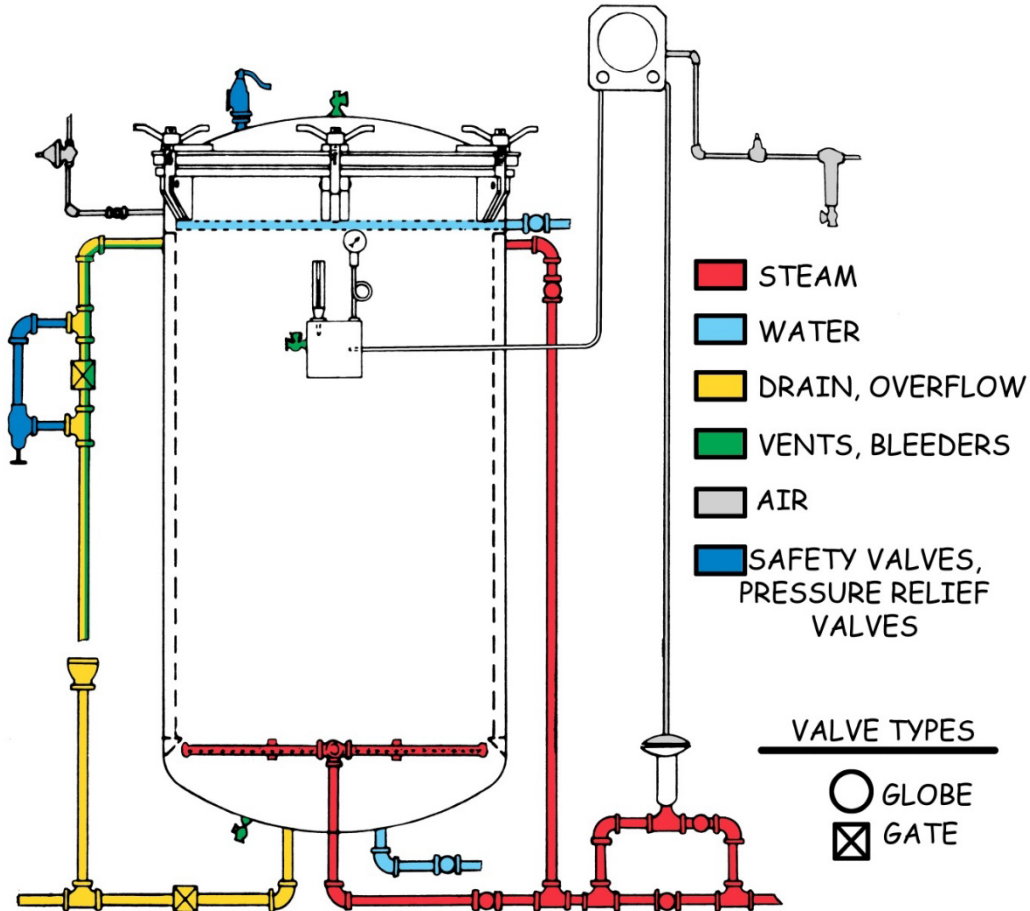 STEAM
WATER
DRAIN, OVERFLOW
VENTS, BLEEDERS
AIR
SAFETY VALVES,
PRESSURE RELIEF
VALVES
VALVE TYPES
GLOBE
GATE